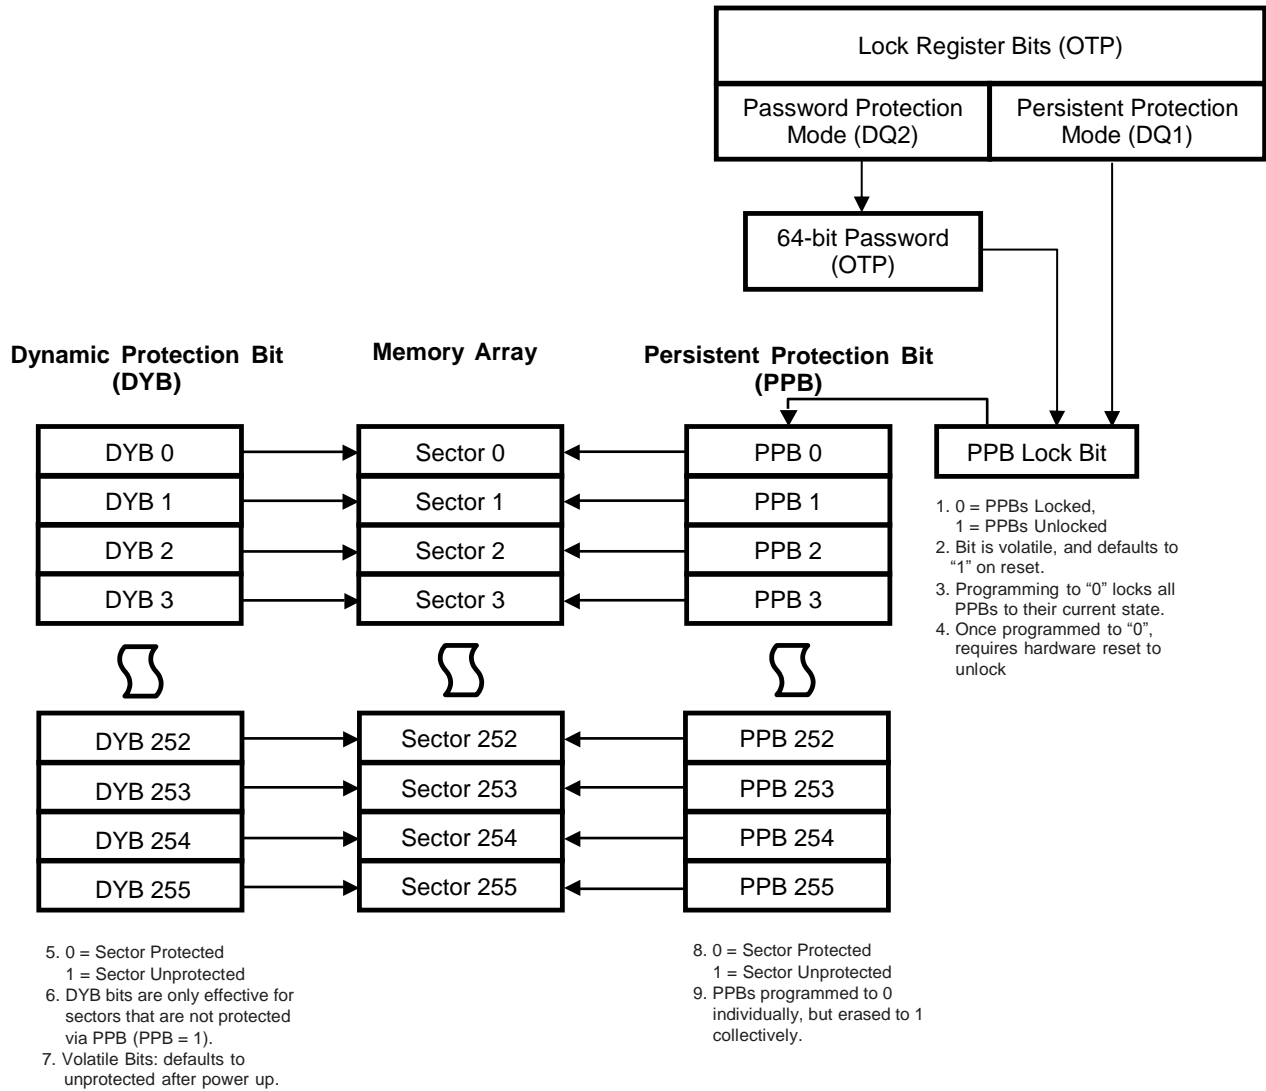 Lock Register Bits (OTP)
Password Protection
Mode (DQ2)
Persistent Protection
Mode (DQ1)
64-bit Password
(OTP)
Dynamic Protection Bit
(DYB)
Memory Array
Persistent Protection Bit
(PPB)
DYB 0
Sector 0
PPB 0
PPB Lock Bit
DYB 1
Sector 1
PPB 1
DYB 2
Sector 2
PPB 2
DYB 3
Sector 3
PPB 3
1. 0 = PPBs Locked,
1 = PPBs Unlocked
2. Bit is volatile, and defaults to
“1” on reset.
3. Programming to “0” locks all
PPBs to their current state.
4. Once programmed to “0”,
requires hardware reset to
unlock
DYB 252
Sector 252
PPB 252
DYB 253
Sector 253
PPB 253
DYB 254
Sector 254
PPB 254
DYB 255
Sector 255
PPB 255
5. 0 = Sector Protected
1 = Sector Unprotected
6. DYB bits are only effective for
sectors that are not protected
via PPB (PPB = 1).
7. Volatile Bits: defaults to
unprotected after power up.
8. 0 = Sector Protected
1 = Sector Unprotected
9. PPBs programmed to 0
individually, but erased to 1
collectively.